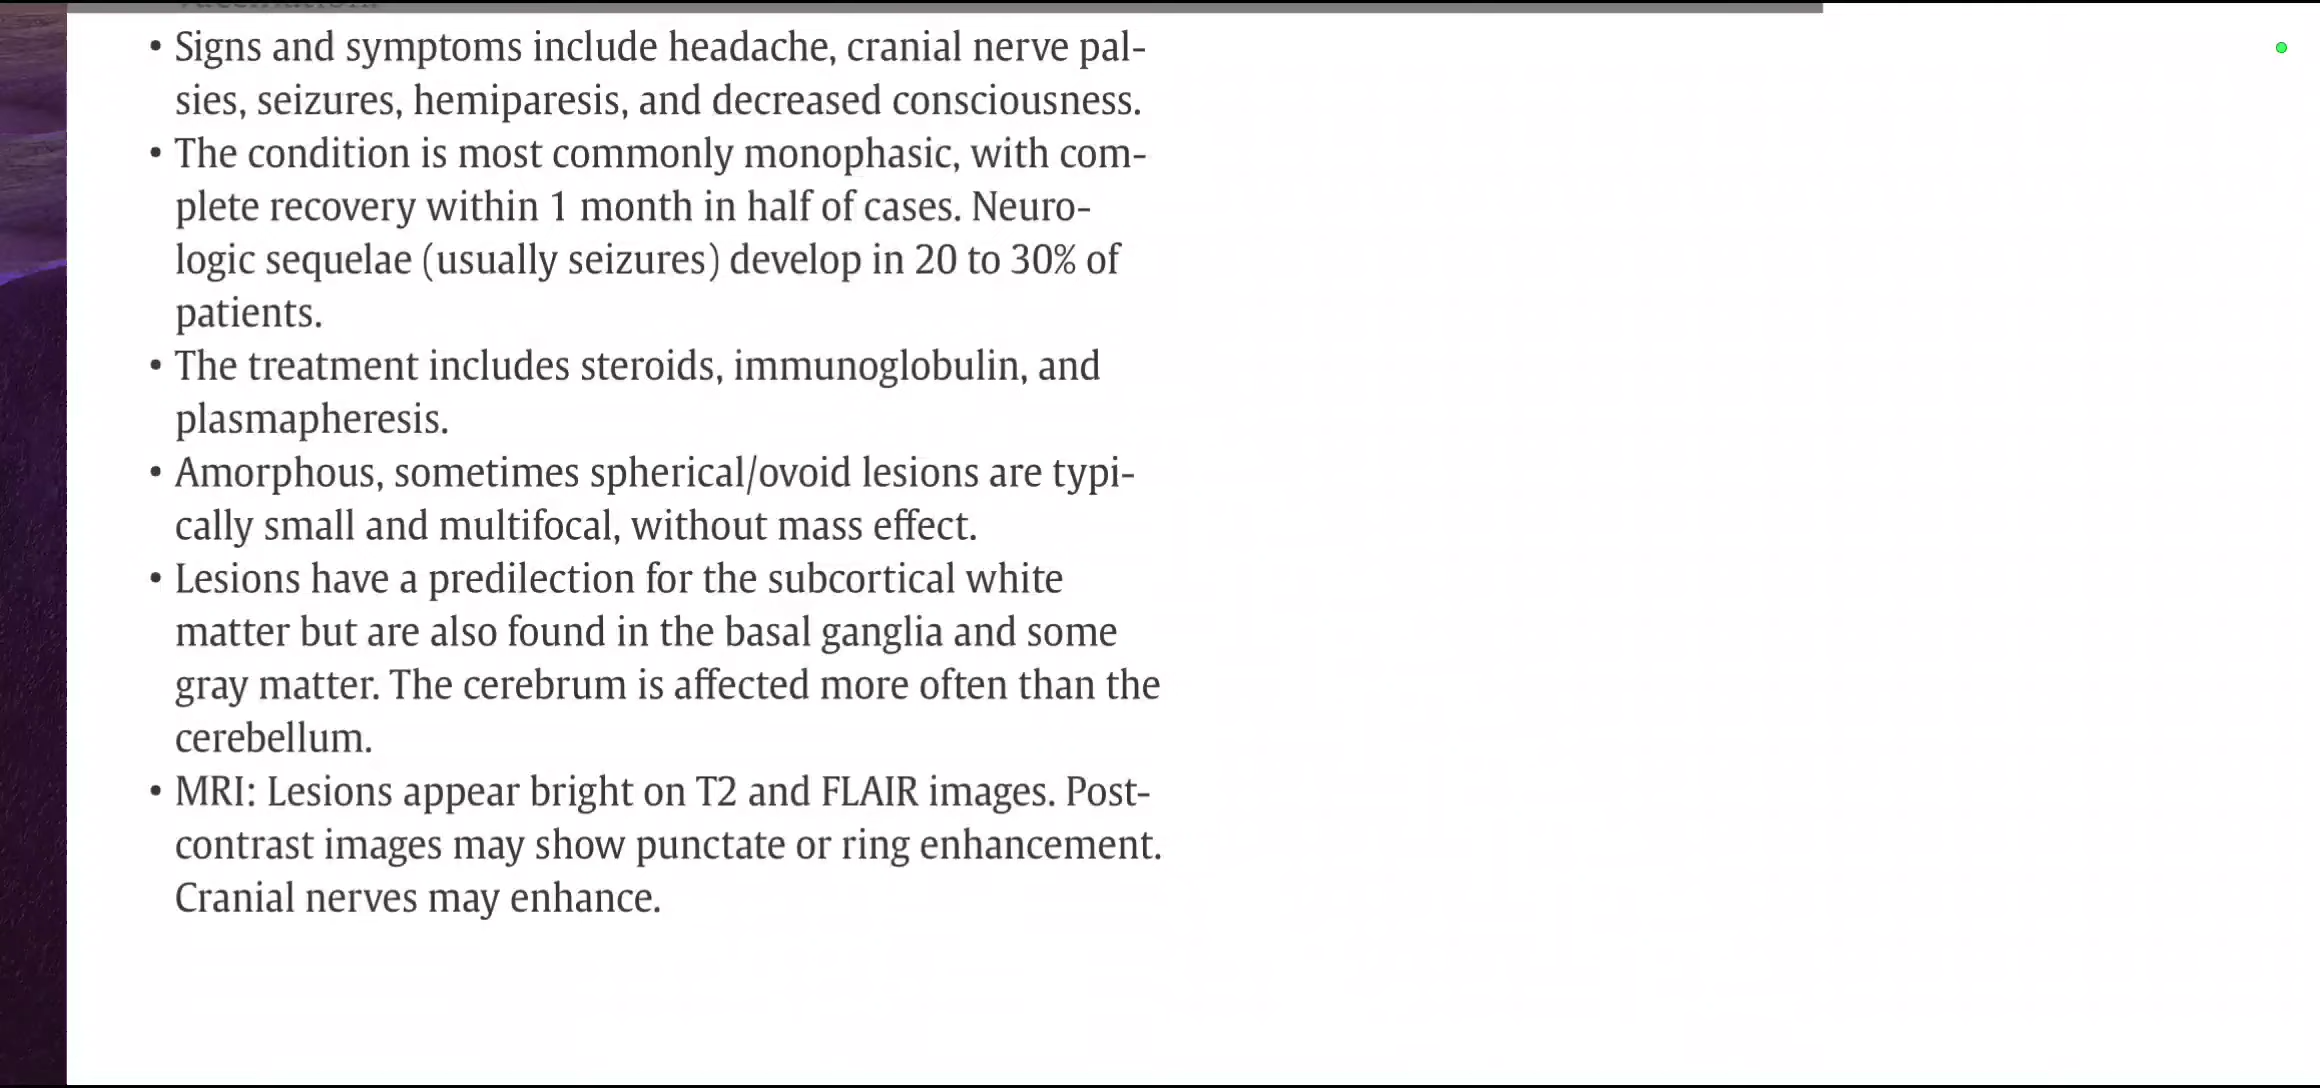 • Signs and symptoms include headache, cranial nerve pal-
sies, seizures, hemiparesis, and decreased consciousness.
• The condition is most commonly monophasic, with com-
plete recovery within 1 month in half of cases. Neuro-
logic sequelae (usually seizures) develop in 20 to 30% of
patients.
• The treatment includes steroids, immunoglobulin, and
plasmapheresis.
• Amorphous, sometimes spherical/ovoid lesions are typi-
cally small and multifocal, without mass effect.
• Lesions have a predilection for the subcortical white
matter but are also found in the basal ganglia and some
gray matter. The cerebrum is affected more often than the
cerebellum.
• MRI: Lesions appear bright on T2 and FLAIR images. Post-
contrast images may show punctate or ring enhancement.
Cranial nerves may enhance.